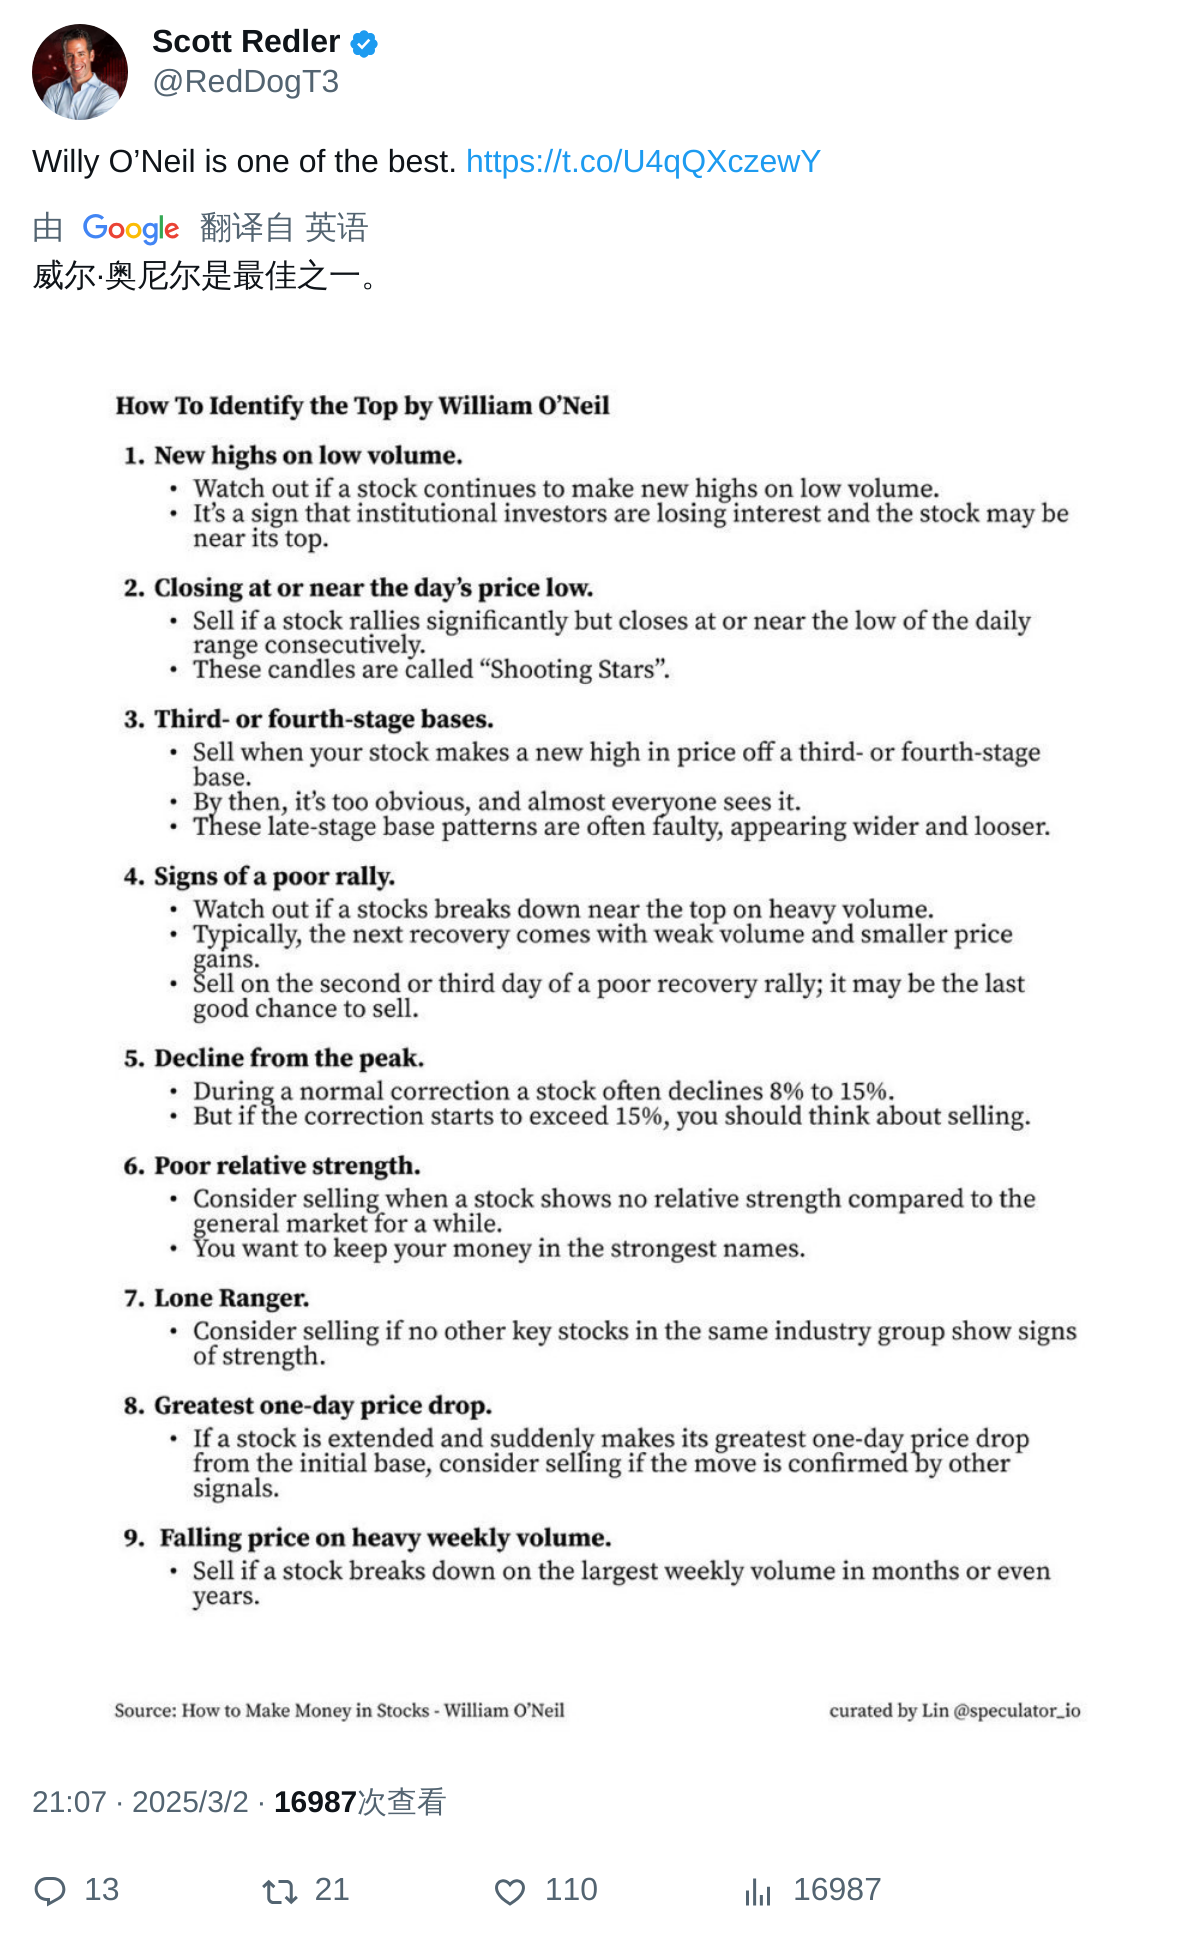 Scott Redler
@RedDogT3
Willy O’Neil is one of the best. https://t.co/U4qQXczewY
由 Google 翻译自 英语
威尔·奥尼尔是最佳之一。
How To Identify the Top by William O’Neil
1. New highs on low volume.
• Watch out if a stock continues to make new highs on low volume.
• It’s a sign that institutional investors are losing interest and the stock may be
near its top.
2. Closing at or near the day’s price low.
• Sell if a stock rallies significantly but closes at or near the low of the daily
range consecutively.
• These candles are called “Shooting Stars”.
3. Third- or fourth-stage bases.
• Sell when your stock makes a new high in price off a third- or fourth-stage
base.
• By then, it’s too obvious, and almost everyone sees it.
• These late-stage base patterns are often faulty, appearing wider and looser.
4. Signs of a poor rally.
• Watch out if a stocks breaks down near the top on heavy volume.
• Typically, the next recovery comes with weak volume and smaller price
gains.
• Sell on the second or third day of a poor recovery rally; it may be the last
good chance to sell.
5. Decline from the peak.
• During a normal correction a stock often declines 8% to 15%.
• But if the correction starts to exceed 15%, you should think about selling.
6. Poor relative strength.
• Consider selling when a stock shows no relative strength compared to the
general market for a while.
• You want to keep your money in the strongest names.
7. Lone Ranger.
• Consider selling if no other key stocks in the same industry group show signs
of strength.
8. Greatest one-day price drop.
• If a stock is extended and suddenly makes its greatest one-day price drop
from the initial base, consider selling if the move is confirmed by other
signals.
9. Falling price on heavy weekly volume.
• Sell if a stock breaks down on the largest weekly volume in months or even
years.
Source: How to Make Money in Stocks - William O’Neil curated by Lin @speculator_io
21:07 · 2025/3/2 · 16987次查看
13 21 110 16987